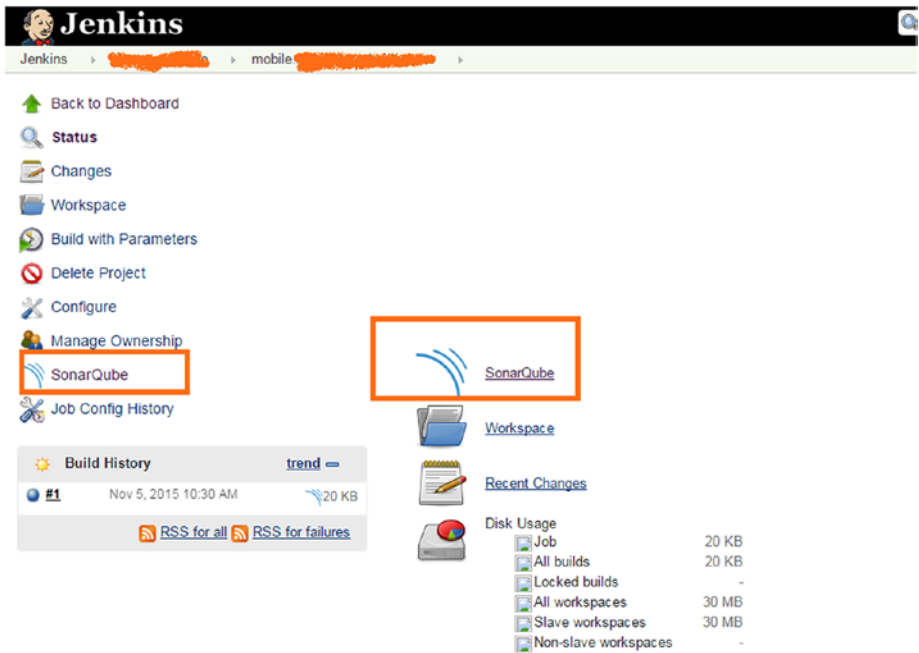 Jenkins
Jenkins mobile
Back to Dashboard
Status
Changes
Workspace
Build with Parameters
Delete Project
Configure
Manage Ownership
SonarQube
Job Config History
Build History trend
#1 Nov 5, 2015 10:30 AM 20 KB
RSS for all RSS for failures
SonarQube
Workspace
Recent Changes
Disk Usage
Job 20 KB
All builds 20 KB
Locked builds -
All workspaces 30 MB
Slave workspaces 30 MB
Non-slave workspaces -